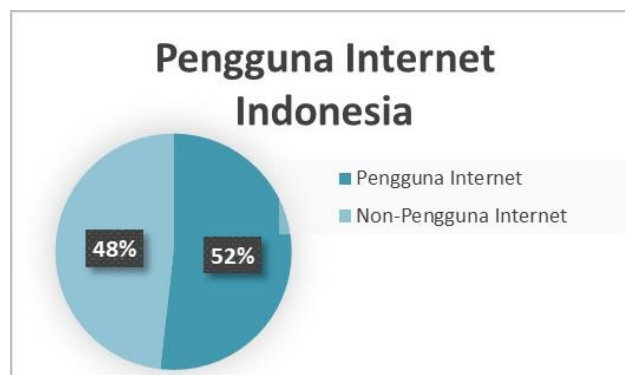 Pengguna Internet
Indonesia
Pengguna Internet
Non-Pengguna Internet
48%
52%